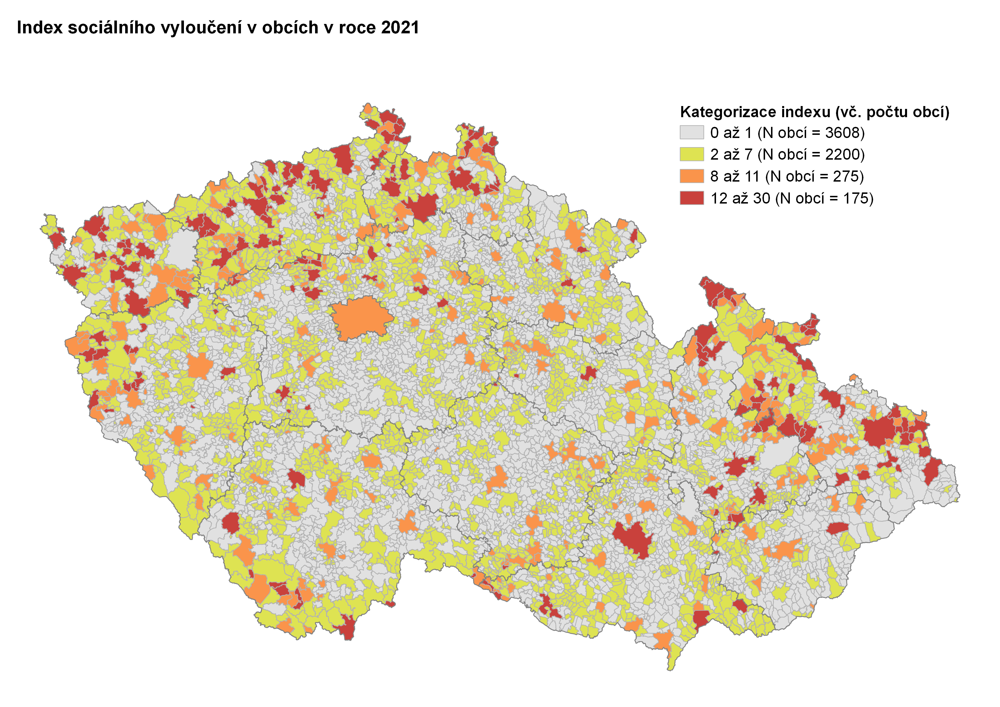 Index sociálního vyloučení v obcích v roce 2021
Kategorizace indexu (vč. počtu obcí)
0 až 1 (N obcí = 3608)
2 až 7 (N obcí = 2200)
8 až 11 (N obcí = 275)
12 až 30 (N obcí = 175)